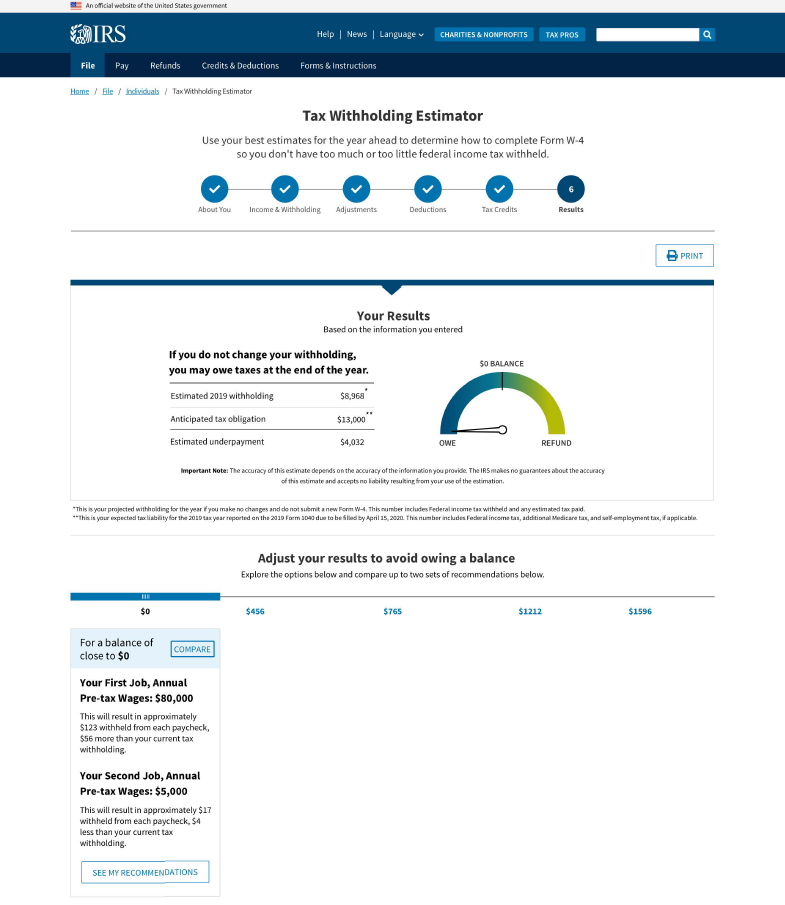 An official website of the United States government
IRS
Help | News | Language
CHARITIES & NONPROFITS
TAX PROS
File
Pay
Refunds
Credits & Deductions
Forms & Instructions
Home / File / Individuals / Tax Withholding Estimator
Tax Withholding Estimator
Use your best estimates for the year ahead to determine how to complete Form W-4
so you don't have too much or too little federal income tax withheld.
6
About You
Income & Withholding
Adjustments
Deductions
Tax Credits
Results
PRINT
Your Results
Based on the information you entered
If you do not change your withholding,
you may owe taxes at the end of the year.
Estimated 2019 withholding $8,968*
Anticipated tax obligation $13,000**
Estimated underpayment $4,032
$0 BALANCE
OWE
REFUND
Important Note: The accuracy of this estimate depends on the accuracy of the information you provide. The IRS makes no guarantees about the accuracy
of this estimate and accepts no liability resulting from your use of the estimation.
*This is your projected withholding for the year if you make no changes and do not submit a new Form W-4. This number includes Federal income tax withheld and any estimated tax paid.
**This is your expected tax liability for the 2019 tax year reported on the 2019 Form 1040 due to be filed by April 15, 2020. This number includes Federal income tax, additional Medicare tax, and self-employment tax, if applicable.
Adjust your results to avoid owing a balance
Explore the options below and compare up to two sets of recommendations below.
$0
$456
$765
$1212
$1596
For a balance of
close to $0
COMPARE
Your First Job, Annual
Pre-tax Wages: $80,000
This will result in approximately
$123 withheld from each paycheck,
$56 more than your current tax
withholding.
Your Second Job, Annual
Pre-tax Wages: $5,000
This will result in approximately $17
withheld from each paycheck, $4
less than your current tax
withholding.
SEE MY RECOMMENDATIONS